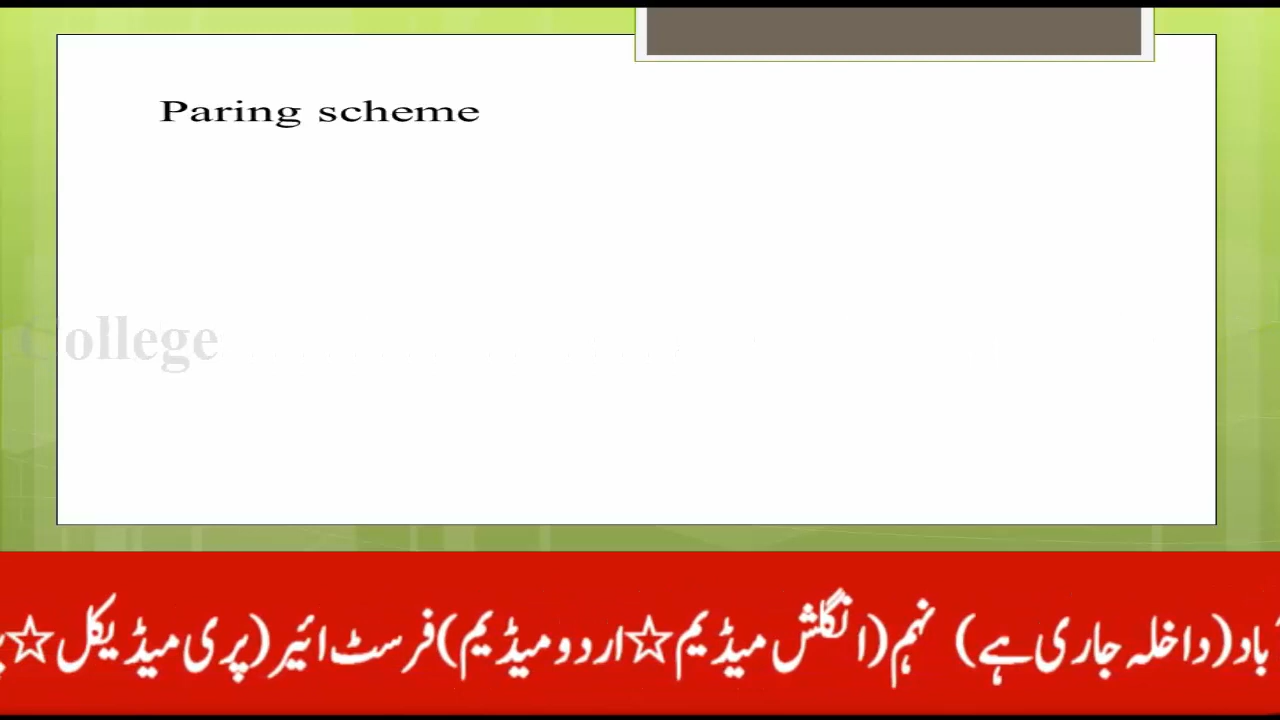 Paring scheme
College
باد(داخلہ جاری ہے) نہم(انگلش میڈیم☆اردو میڈیم)فرسٹ ائیر(پری میڈیکل☆